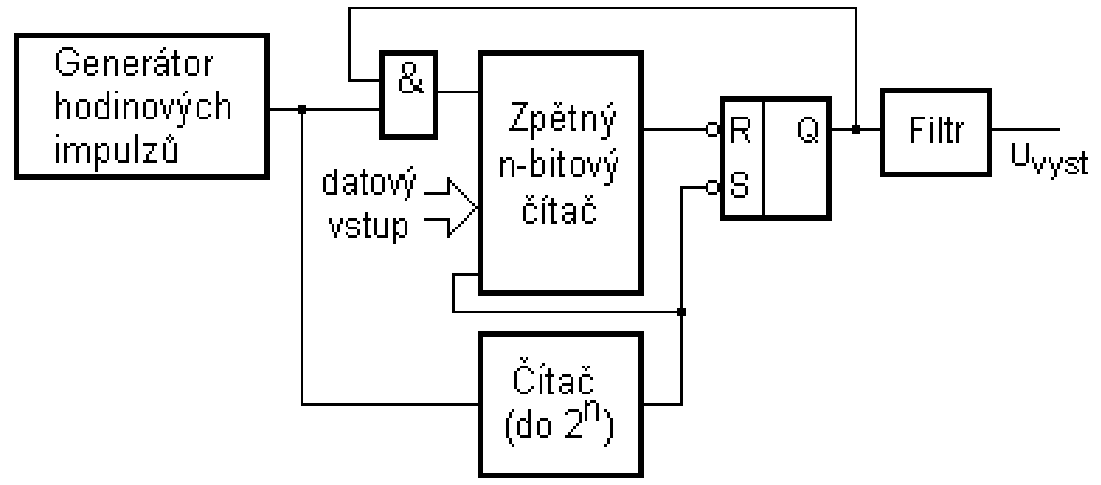 Generátor
hodinových
impulzů
&
Zpětný
n-bitový
čítač
datový
vstup
R
S
Q
Filtr
Uvyst
Čítač
(do 2ⁿ)